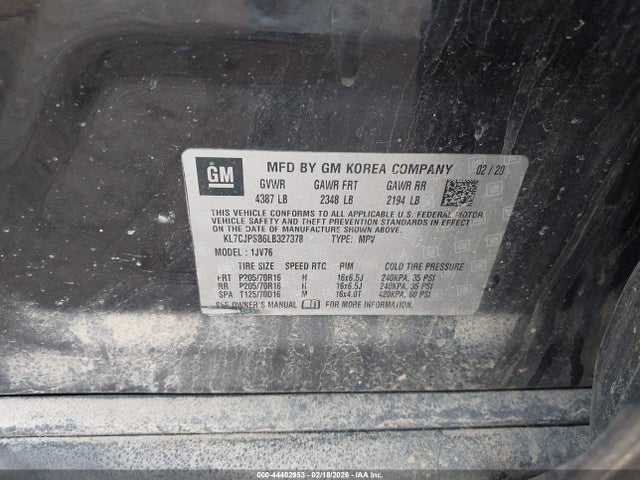 GM
MFD BY GM KOREA COMPANY 02/20
GVWR GAWR FRT GAWR RR
4387 LB 2348 LB 2194 LB
THIS VEHICLE CONFORMS TO ALL APPLICABLE U.S. FEDERAL MOTOR
VEHICLE SAFETY AND THEFT PREVENTION STANDARDS IN EFFECT ON
THE DATE OF MANUFACTURE SHOWN ABOVE.
KL7CJPSB6LB327378 TYPE: MPV
MODEL: 1JV76
TIRE SIZE SPEED RTG RIM COLD TIRE PRESSURE
FRT P205/70R16 H 16x6.5J 240KPA, 35 PSI
RR P205/70R16 H 16x6.5J 240KPA, 35 PSI
SPA T125/70D16 M 16x4.0T 420KPA, 60 PSI
SEE OWNER'S MANUAL FOR MORE INFORMATION.
000-44402953 - 02/18/2026 - IAAI.COM